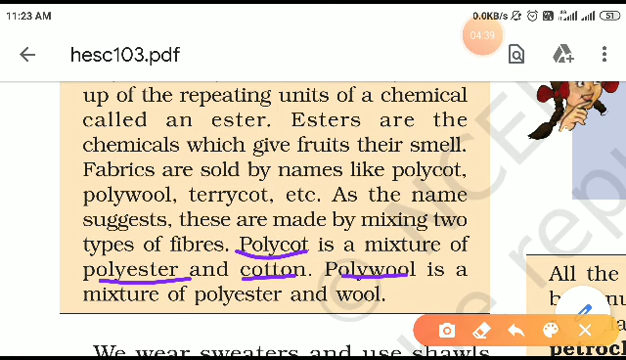 11:23 AM
0.0KB/s
51
04:39
hesc103.pdf
up of the repeating units of a chemical
called an ester. Esters are the
chemicals which give fruits their smell.
Fabrics are sold by names like polycot,
polywool, terrycot, etc. As the name
suggests, these are made by mixing two
types of fibres. Polycot is a mixture of
polyester and cotton. Polywool is a
mixture of polyester and wool.
All the
petroch
We wear sweaters and use shawls